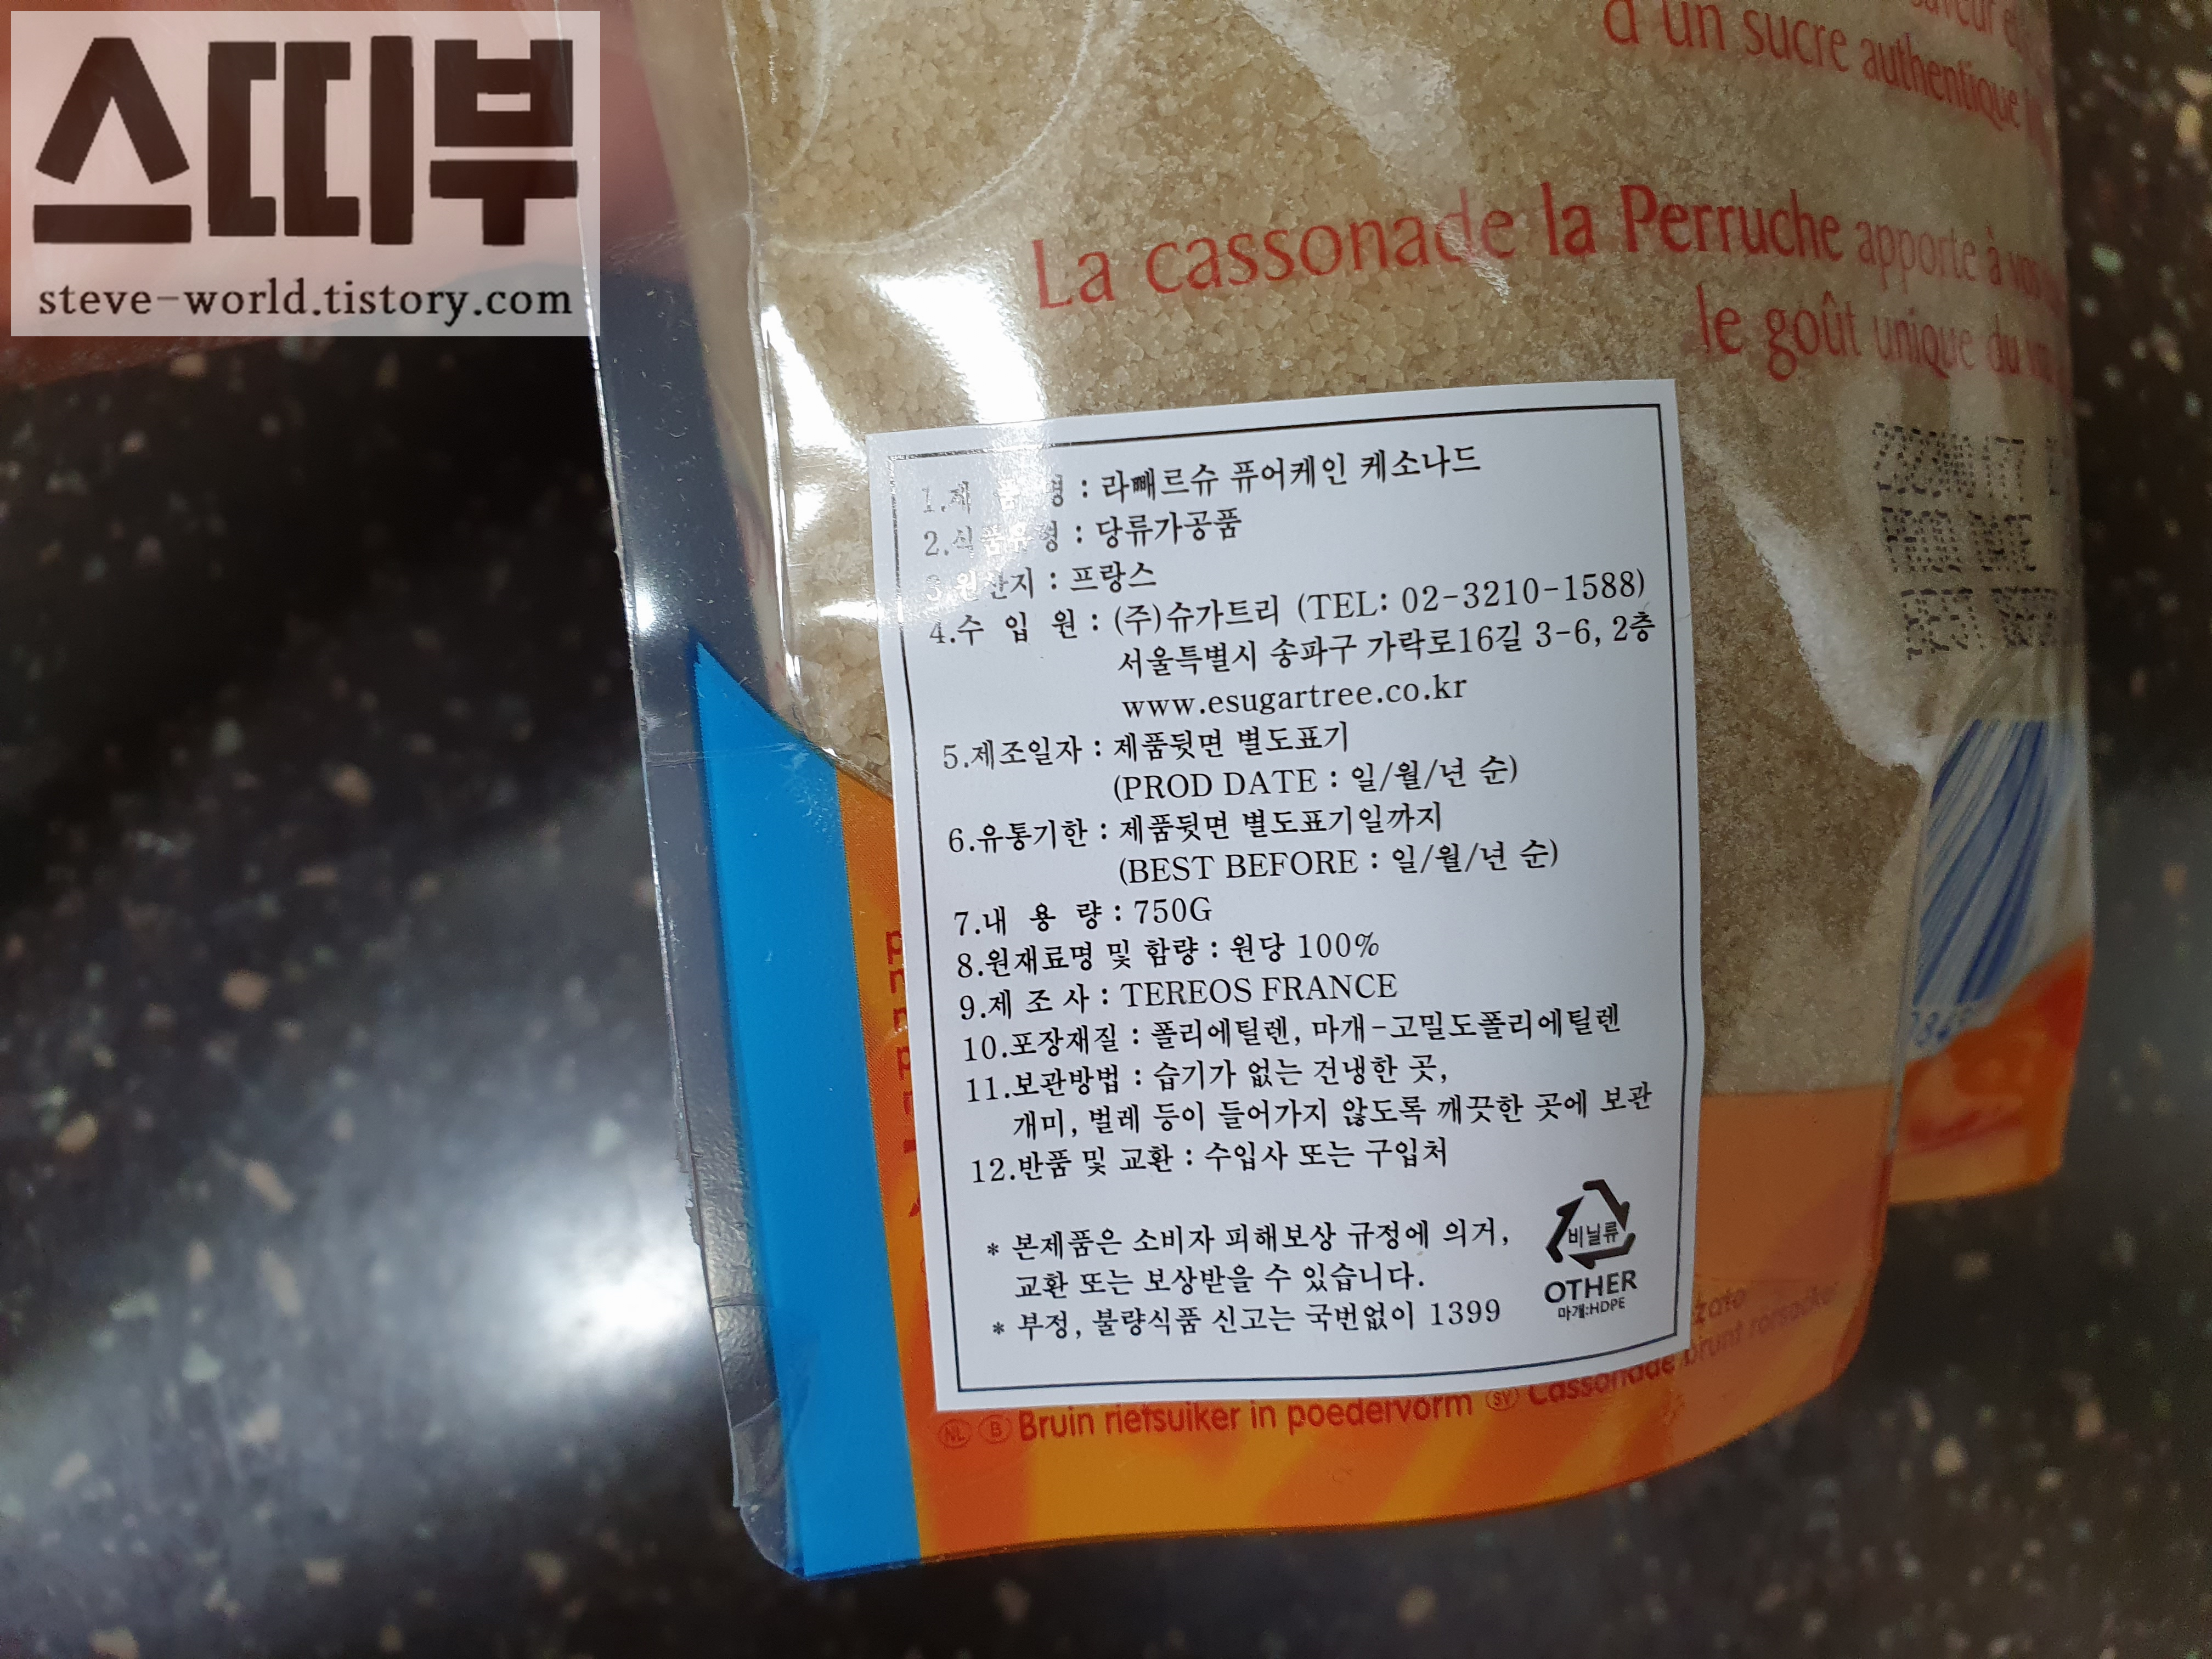 스띠부
steve-world.tistory.com
d'un sucre authentique
La cassonade la Perruche apporte à vos
le goût unique du
1.제 명 : 라빼르슈 퓨어케인 케소나드
2.식품유형 : 당류가공품
3.원산지 : 프랑스
4.수 입 원 : (주)슈가트리 (TEL: 02-3210-1588)
서울특별시 송파구 가락로16길 3-6, 2층
www.esugartree.co.kr
5.제조일자 : 제품뒷면 별도표기
(PROD DATE : 일/월/년 순)
6.유통기한 : 제품뒷면 별도표기일까지
(BEST BEFORE : 일/월/년 순)
7.내 용 량 : 750G
8.원재료명 및 함량 : 원당 100%
9.제 조 사 : TEREOS FRANCE
10.포장재질 : 폴리에틸렌, 마개-고밀도폴리에틸렌
11.보관방법 : 습기가 없는 건냉한 곳,
개미, 벌레 등이 들어가지 않도록 깨끗한 곳에 보관
12.반품 및 교환 : 수입사 또는 구입처
* 본제품은 소비자 피해보상 규정에 의거,
교환 또는 보상받을 수 있습니다.
* 부정, 불량식품 신고는 국번없이 1399
비닐류
OTHER
마개:HDPE
NL B Bruin rietsuiker in poedervorm SV Cassonade brunt rörsocker